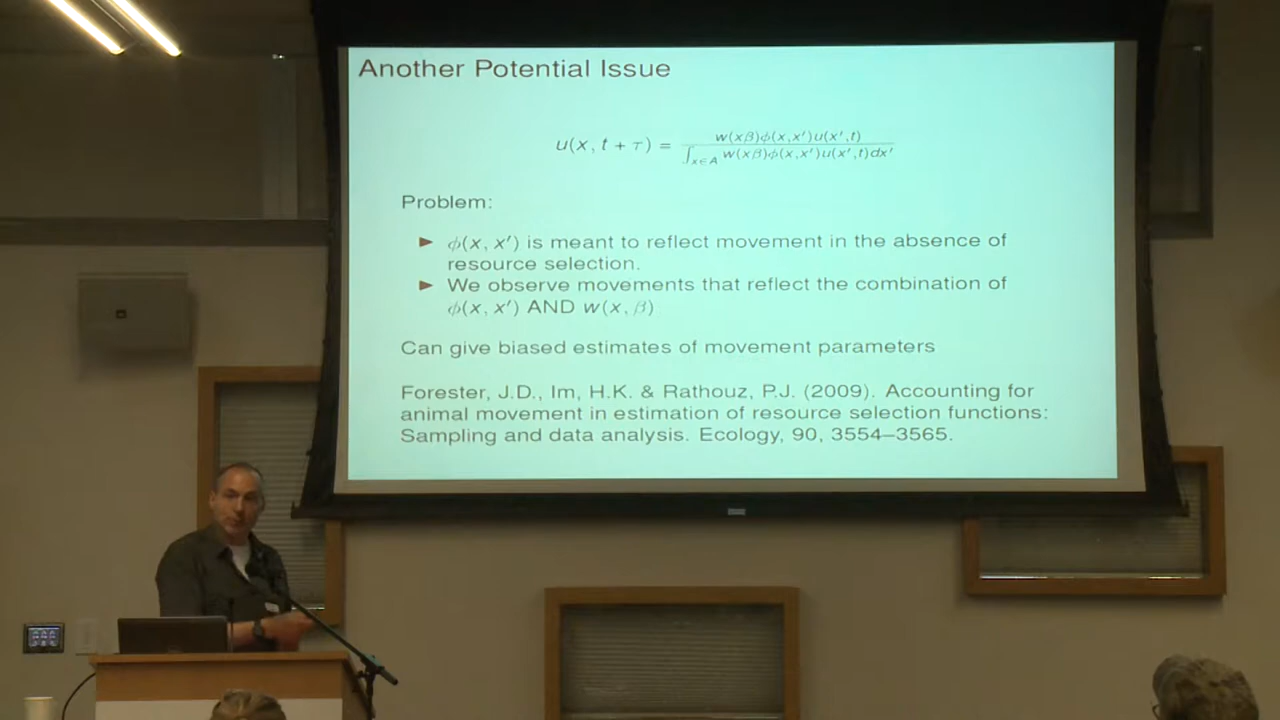 Another Potential Issue
u(x, t + τ) = w(xβ)φ(x,x′)u(x′,t) / ∫x∈A w(xβ)φ(x,x′)u(x′,t)dx′
Problem:
► φ(x, x′) is meant to reflect movement in the absence of
resource selection.
► We observe movements that reflect the combination of
φ(x, x′) AND w(x, β)
Can give biased estimates of movement parameters
Forester, J.D., Im, H.K. & Rathouz, P.J. (2009). Accounting for
animal movement in estimation of resource selection functions:
Sampling and data analysis. Ecology, 90, 3554–3565.